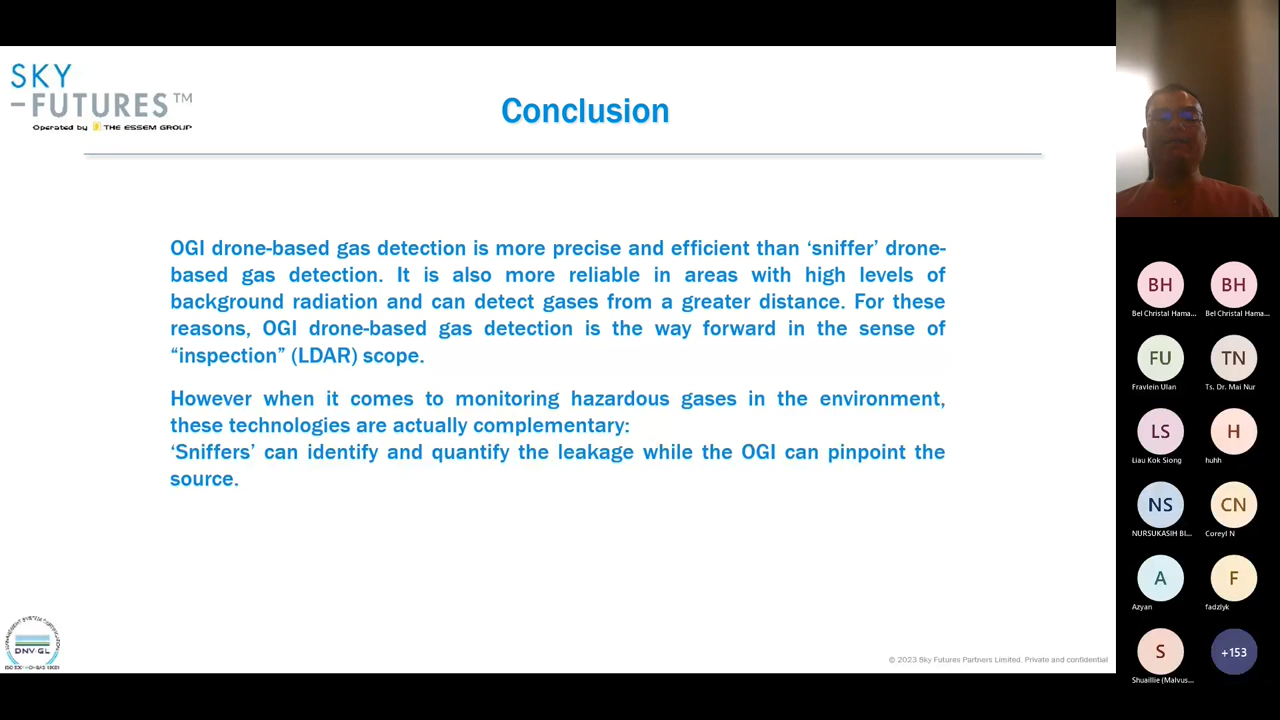 SKY
-FUTURES™
Operated by THE ESSEM GROUP
Conclusion
OGI drone-based gas detection is more precise and efficient than ‘sniffer’ drone-
based gas detection. It is also more reliable in areas with high levels of
background radiation and can detect gases from a greater distance. For these
reasons, OGI drone-based gas detection is the way forward in the sense of
“inspection” (LDAR) scope.
However when it comes to monitoring hazardous gases in the environment,
these technologies are actually complementary:
‘Sniffers’ can identify and quantify the leakage while the OGI can pinpoint the
source.
DNV GL
© 2023 Sky Futures Partners Limited. Private and confidential
BH
BH
Bel Christal Hama...
Bel Christal Hama...
FU
TN
Fravlein Ulan
Ts. Dr. Mai Nur
LS
H
Liau Kok Siong
huhh
NS
CN
NURSUKASIH BI...
Coreyl N
A
F
Azyan
fadzlyk
S
+153
Shuaillie (Malvus...